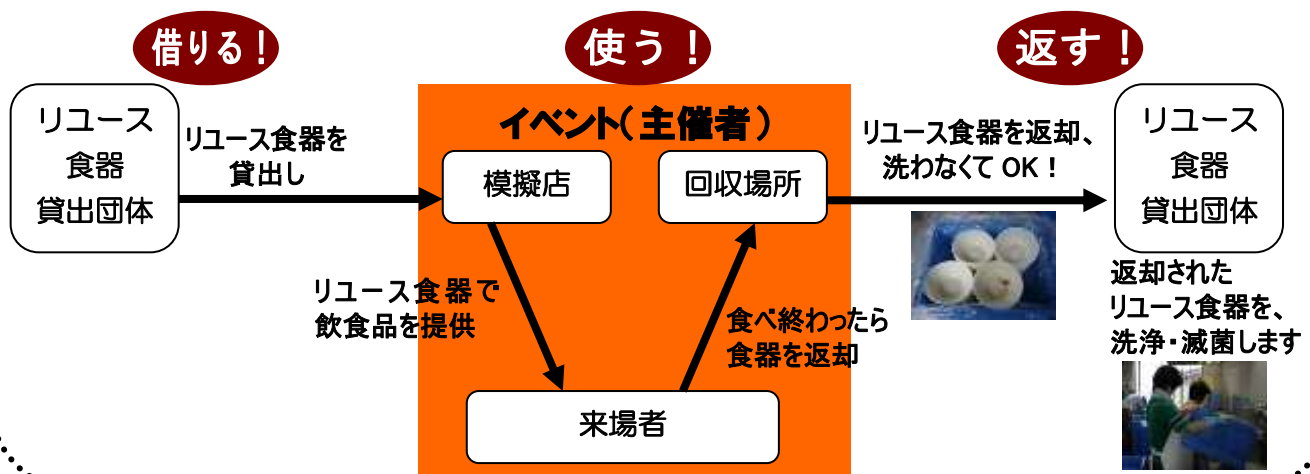 借りる！
使う！
返す！
リユース
食器
貸出団体
リユース食器を
貸出し
イベント（主催者）
模擬店
回収場所
リユース食器で
飲食品を提供
食べ終わったら
食器を返却
来場者
リユース食器を返却、
洗わなくて OK！
リユース
食器
貸出団体
返却された
リユース食器を、
洗浄・滅菌します